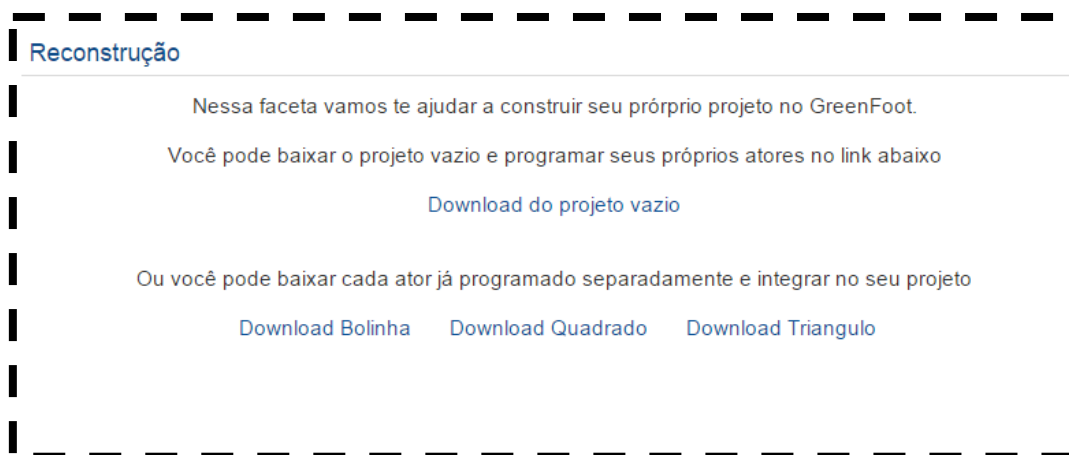 Reconstrução
Nessa faceta vamos te ajudar a construir seu prórprio projeto no GreenFoot.
Você pode baixar o projeto vazio e programar seus próprios atores no link abaixo
Download do projeto vazio
Ou você pode baixar cada ator já programado separadamente e integrar no seu projeto
Download Bolinha Download Quadrado Download Triangulo